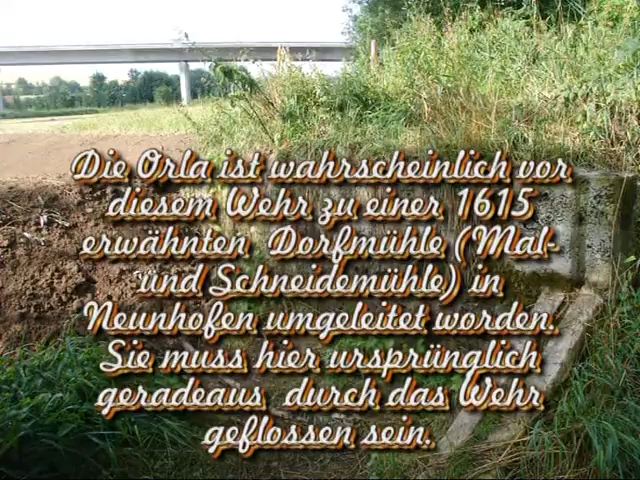 Die Orla ist wahrscheinlich vor
diesem Wehr zu einer 1615
erwähnten Dorfmühle (Mal-
und Schneidemühle) in
Neunhofen umgeleitet worden.
Sie muss hier ursprünglich
geradeaus durch das Wehr
geflossen sein.